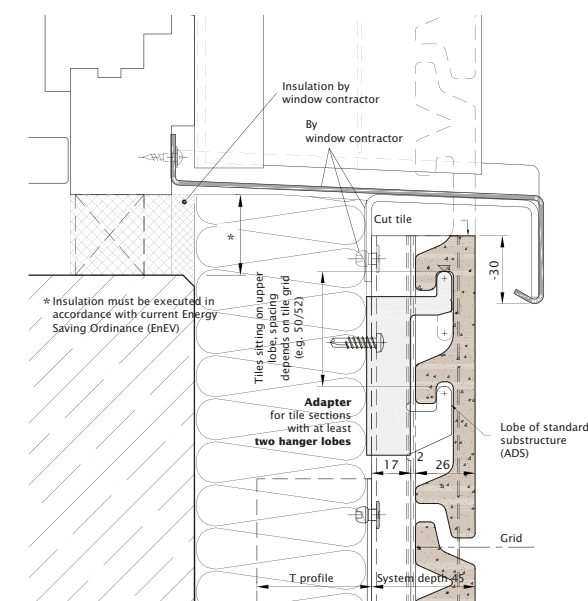 Insulation by
window contractor
By
window contractor
Cut tile
*
-30
* Insulation must be executed in
accordance with current Energy
Saving Ordinance (EnEV)
Tiles sitting on upper
lobe, spacing
depends on tile grid
(e.g. 50/52)
Adapter
for tile sections
with at least
two hanger lobes
Lobe of standard
substructure
(ADS)
17
2
26
Grid
T profile
System depth 45